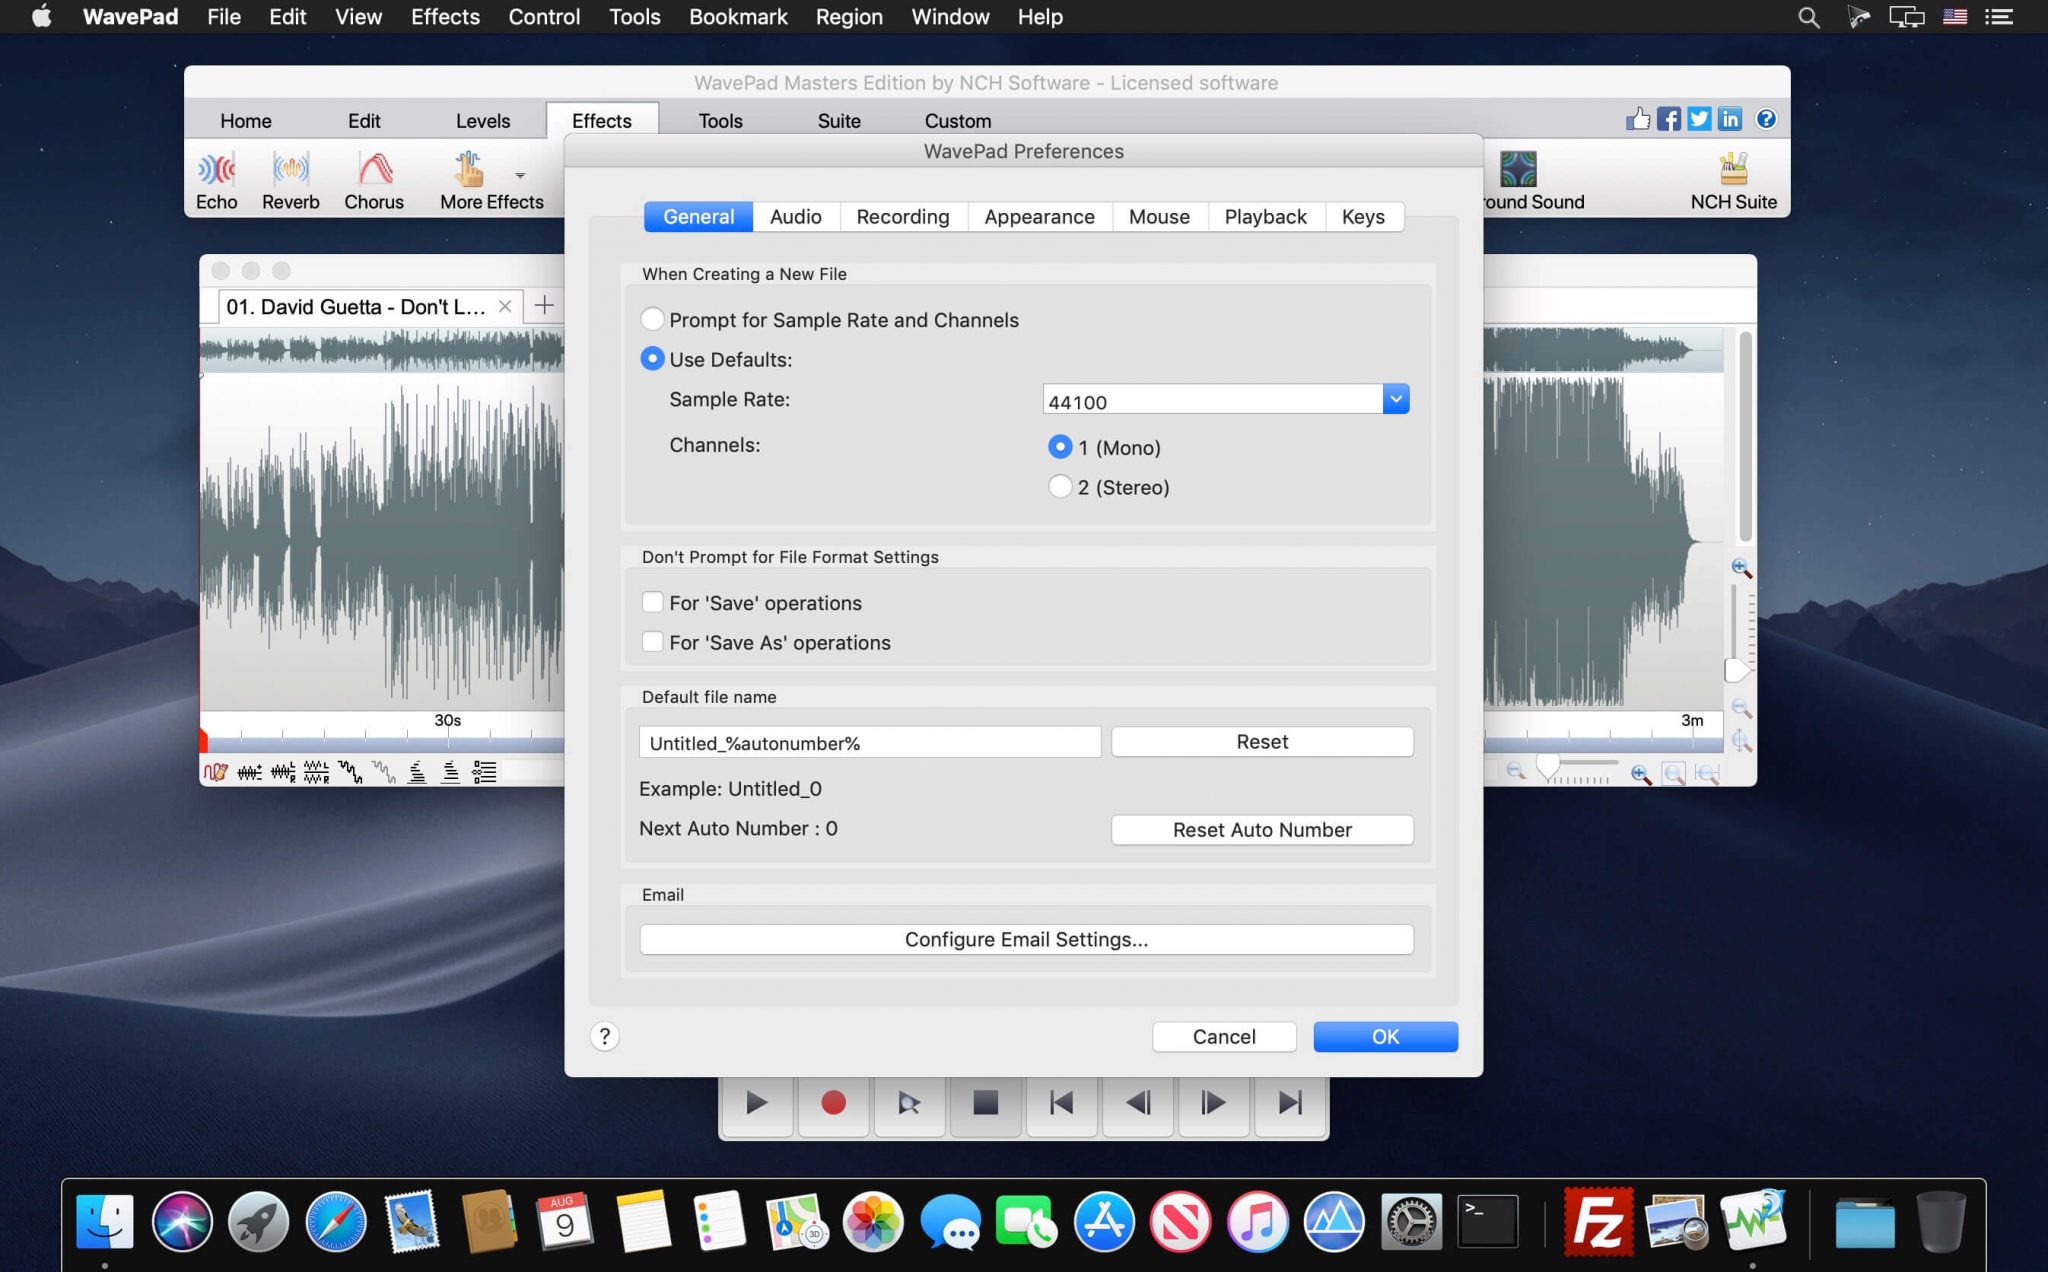 WavePad File Edit View Effects Control Tools Bookmark Region Window Help
WavePad Masters Edition by NCH Software - Licensed software
Home Edit Levels Effects Tools Suite Custom
Echo Reverb Chorus More Effects round Sound NCH Suite
WavePad Preferences
General Audio Recording Appearance Mouse Playback Keys
01. David Guetta - Don't L...
When Creating a New File
Prompt for Sample Rate and Channels
Use Defaults:
Sample Rate: 44100
Channels: 1 (Mono)
2 (Stereo)
Don't Prompt for File Format Settings
For 'Save' operations
For 'Save As' operations
30s 3m
Default file name
Untitled_%autonumber% Reset
Example: Untitled_0
Next Auto Number : 0 Reset Auto Number
Email
Configure Email Settings...
? Cancel OK
AUG
9
3D
>_
Fz